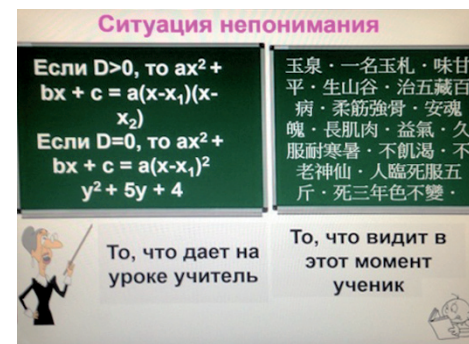 Ситуация непонимания
Если D>0, то ax² +
bx + c = a(x-x₁)(x-
x₂)
Если D=0, то ax² +
bx + c = a(x-x₁)²
y² + 5y + 4
玉泉·一名玉札·味甘
平·生山谷·治五藏百
病·柔筋強骨·安魂
魄·長肌肉·益氣·久
服耐寒暑·不飢渴·不
老神仙·人臨死服五
斤·死三年色不變·
То, что дает на
уроке учитель
То, что видит в
этот момент
ученик